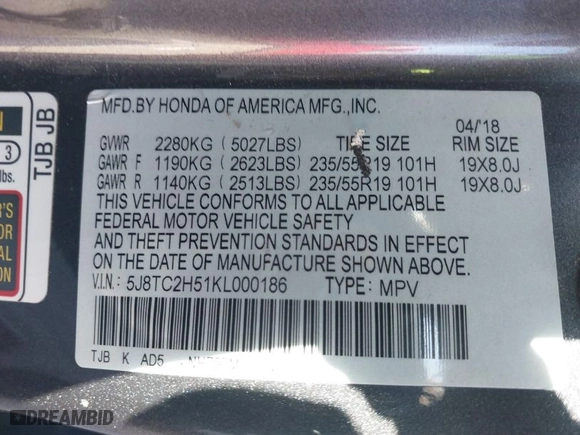 MFD.BY HONDA OF AMERICA MFG.,INC.
04/'18
GVWR 2280KG ( 5027LBS) TIRE SIZE RIM SIZE
GAWR F 1190KG ( 2623LBS) 235/55R19 101H 19X8.0J
GAWR R 1140KG ( 2513LBS) 235/55R19 101H 19X8.0J
THIS VEHICLE CONFORMS TO ALL APPLICABLE
FEDERAL MOTOR VEHICLE SAFETY
AND THEFT PREVENTION STANDARDS IN EFFECT
ON THE DATE OF MANUFACTURE SHOWN ABOVE.
V.I.N.: 5J8TC2H51KL000186 TYPE: MPV
TJB K AD5
TJB JB
3
lbs.
DREAMBID